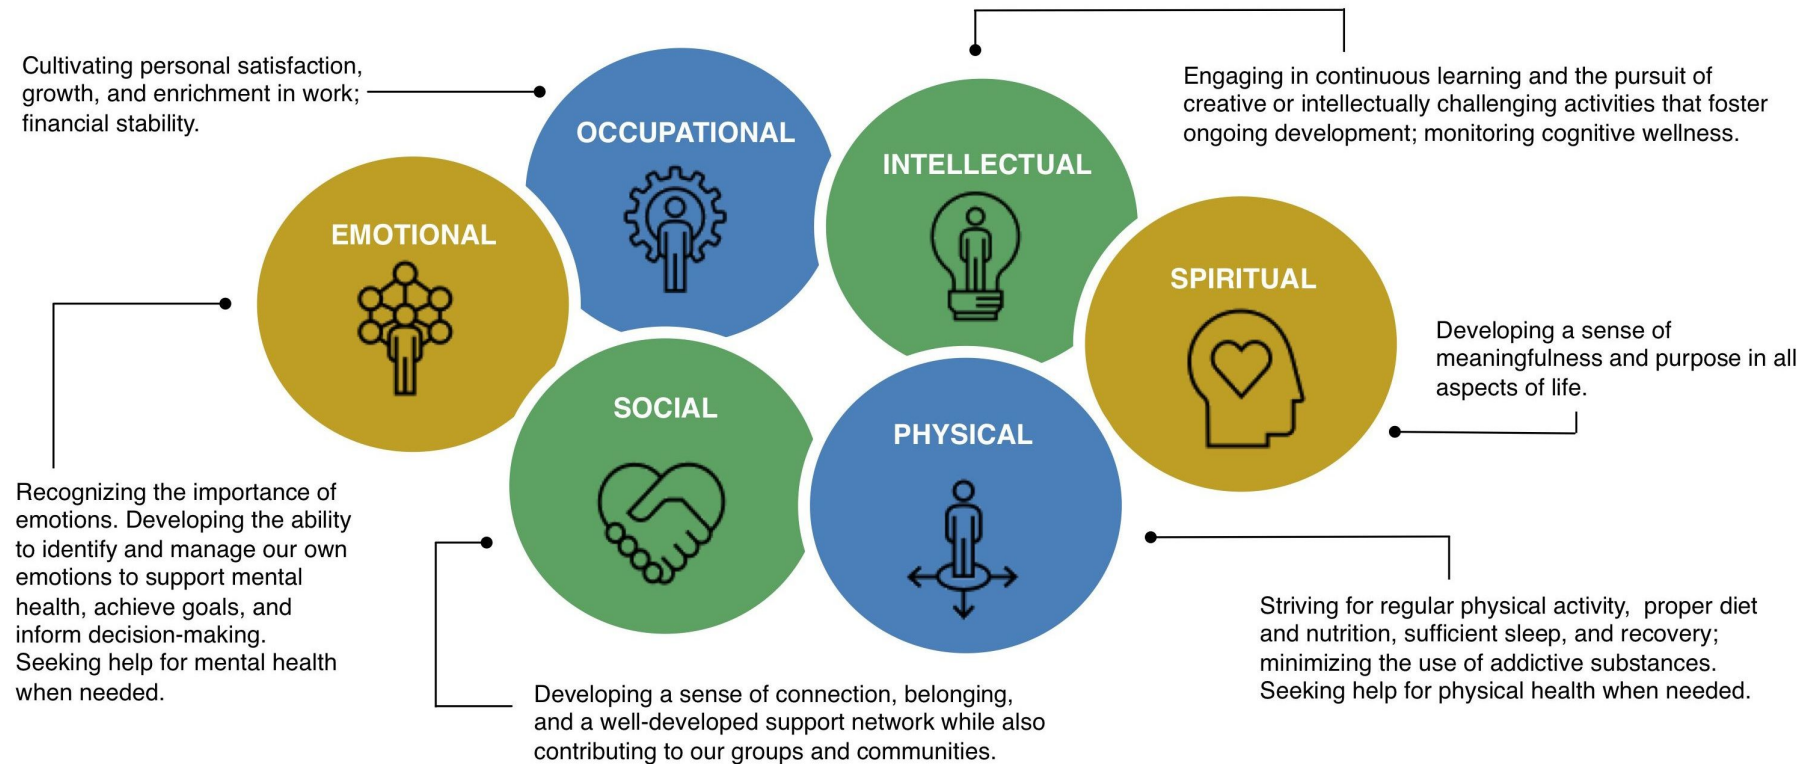 Cultivating personal satisfaction,
growth, and enrichment in work;
financial stability.
OCCUPATIONAL
Engaging in continuous learning and the pursuit of
creative or intellectually challenging activities that foster
ongoing development; monitoring cognitive wellness.
INTELLECTUAL
EMOTIONAL
SPIRITUAL
Developing a sense of
meaningfulness and purpose in all
aspects of life.
SOCIAL
PHYSICAL
Recognizing the importance of
emotions. Developing the ability
to identify and manage our own
emotions to support mental
health, achieve goals, and
inform decision-making.
Seeking help for mental health
when needed.
Developing a sense of connection, belonging,
and a well-developed support network while also
contributing to our groups and communities.
Striving for regular physical activity,  proper diet
and nutrition, sufficient sleep, and recovery;
minimizing the use of addictive substances.
Seeking help for physical health when needed.